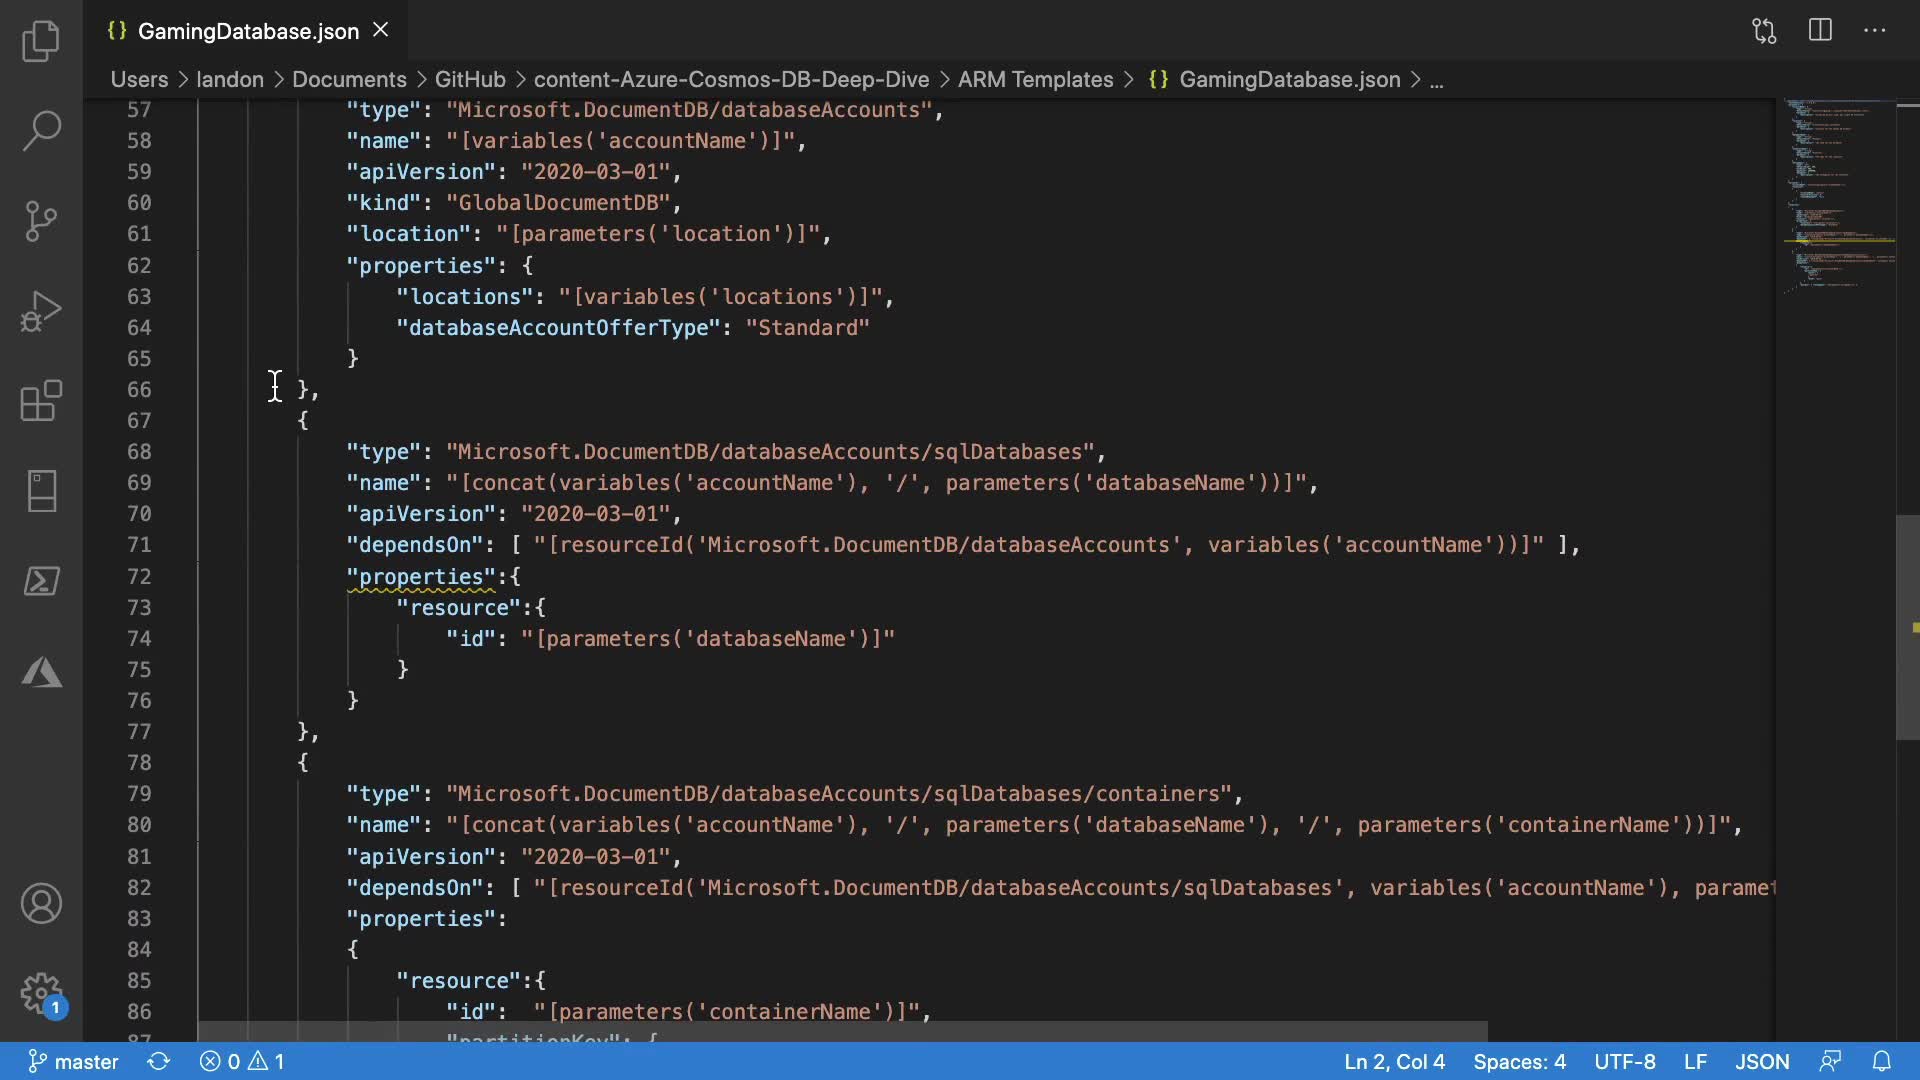 {} GamingDatabase.json
Users > landon > Documents > GitHub > content-Azure-Cosmos-DB-Deep-Dive > ARM Templates > {} GamingDatabase.json > ...
57 "type": "Microsoft.DocumentDB/databaseAccounts",
58 "name": "[variables('accountName')]",
59 "apiVersion": "2020-03-01",
60 "kind": "GlobalDocumentDB",
61 "location": "[parameters('location')]",
62 "properties": {
63 "locations": "[variables('locations')]",
64 "databaseAccountOfferType": "Standard"
65 }
66 },
67 {
68 "type": "Microsoft.DocumentDB/databaseAccounts/sqlDatabases",
69 "name": "[concat(variables('accountName'), '/', parameters('databaseName'))]",
70 "apiVersion": "2020-03-01",
71 "dependsOn": [ "[resourceId('Microsoft.DocumentDB/databaseAccounts', variables('accountName'))]" ],
72 "properties":{
73 "resource":{
74 "id": "[parameters('databaseName')]"
75 }
76 }
77 },
78 {
79 "type": "Microsoft.DocumentDB/databaseAccounts/sqlDatabases/containers",
80 "name": "[concat(variables('accountName'), '/', parameters('databaseName'), '/', parameters('containerName'))]",
81 "apiVersion": "2020-03-01",
82 "dependsOn": [ "[resourceId('Microsoft.DocumentDB/databaseAccounts/sqlDatabases', variables('accountName'), paramet
83 "properties":
84 {
85 "resource":{
86 "id":  "[parameters('containerName')]",
87 "partitionKey": {
1
master 0 1 Ln 2, Col 4 Spaces: 4 UTF-8 LF JSON